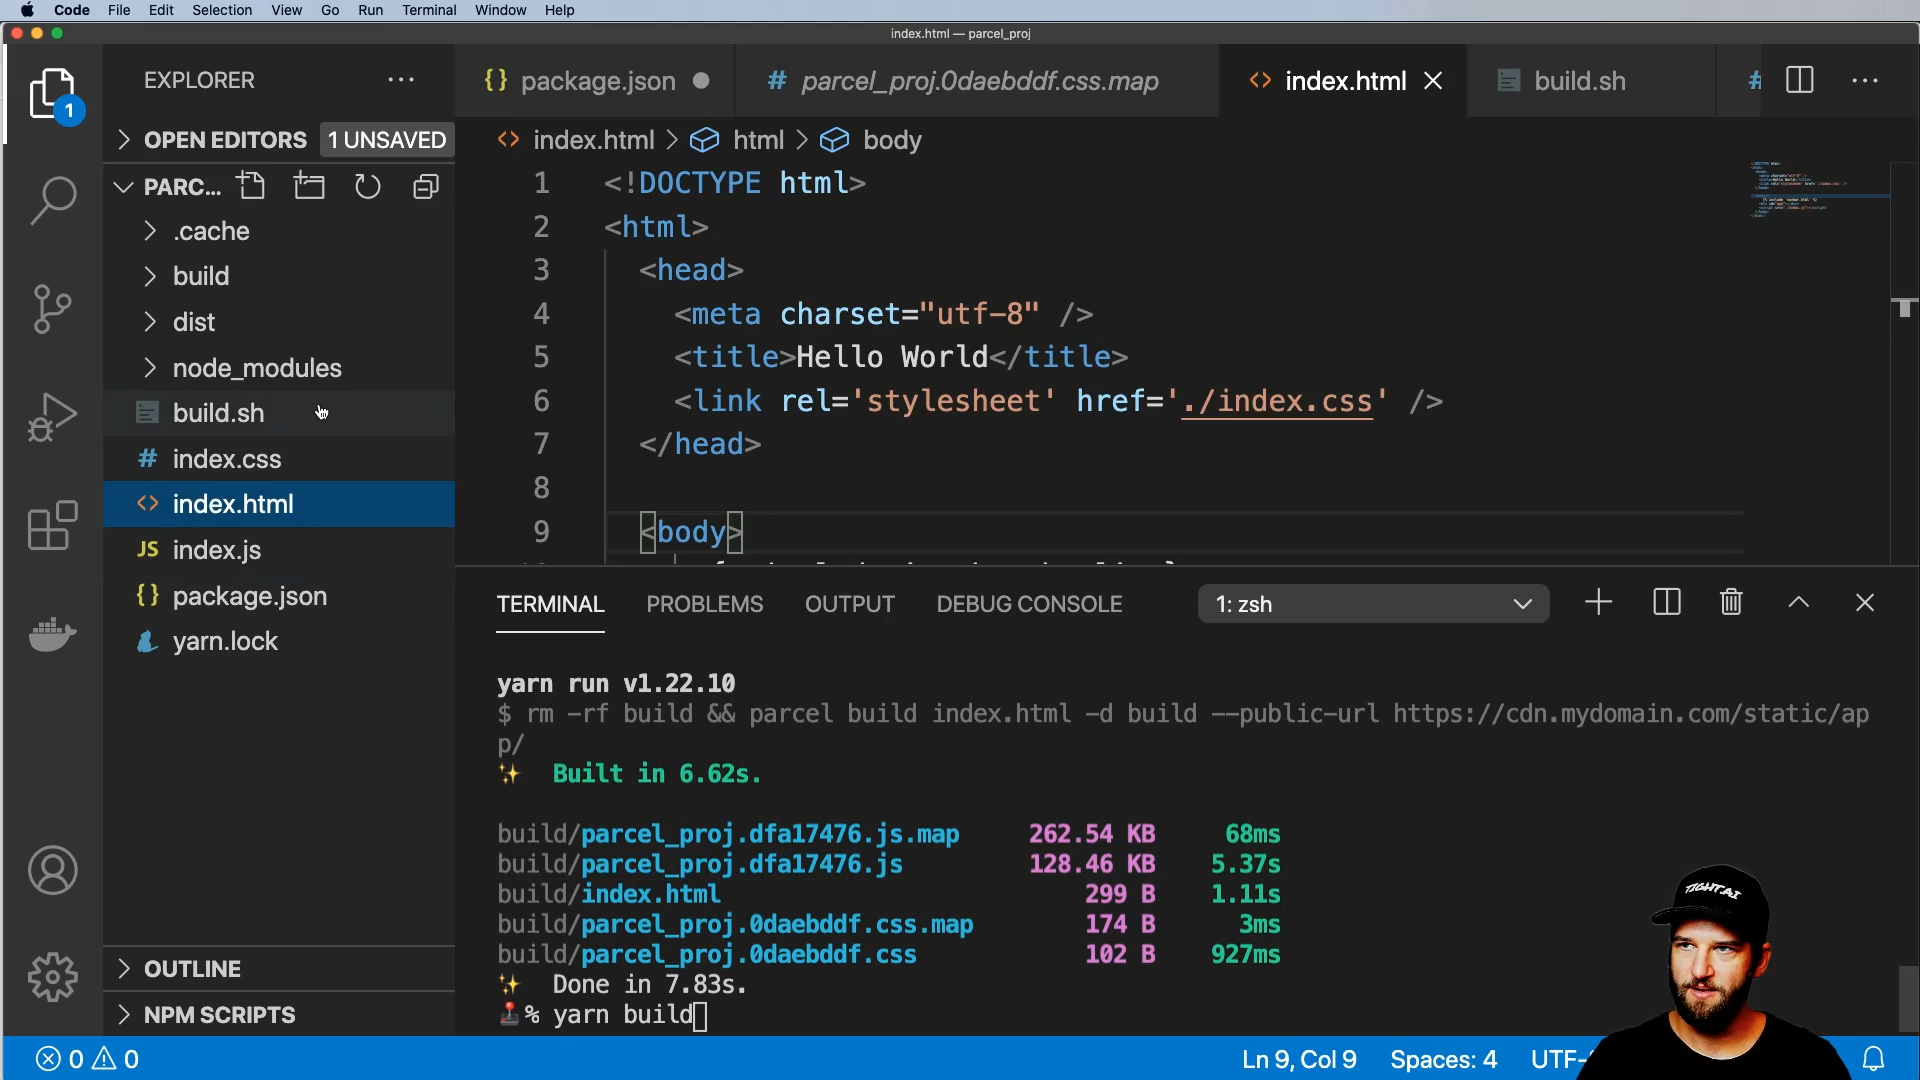 Code File Edit Selection View Go Run Terminal Window Help
index.html — parcel_proj
EXPLORER
1
OPEN EDITORS 1 UNSAVED
PARC...
.cache
build
dist
node_modules
build.sh
# index.css
<> index.html
JS index.js
{} package.json
yarn.lock
OUTLINE
NPM SCRIPTS
{} package.json # parcel_proj.0daebddf.css.map <> index.html build.sh #
<> index.html > html > body
1 <!DOCTYPE html>
2 <html>
3 <head>
4 <meta charset="utf-8" />
5 <title>Hello World</title>
6 <link rel='stylesheet' href='./index.css' />
7 </head>
8
9 <body>
TERMINAL PROBLEMS OUTPUT DEBUG CONSOLE 1: zsh
yarn run v1.22.10
$ rm -rf build && parcel build index.html -d build --public-url https://cdn.mydomain.com/static/ap
p/
✨ Built in 6.62s.
build/parcel_proj.dfa17476.js.map 262.54 KB 68ms
build/parcel_proj.dfa17476.js 128.46 KB 5.37s
build/index.html 299 B 1.11s
build/parcel_proj.0daebddf.css.map 174 B 3ms
build/parcel_proj.0daebddf.css 102 B 927ms
✨ Done in 7.83s.
🕹% yarn build
TIGHT.AI
0 0 Ln 9, Col 9 Spaces: 4 UTF-